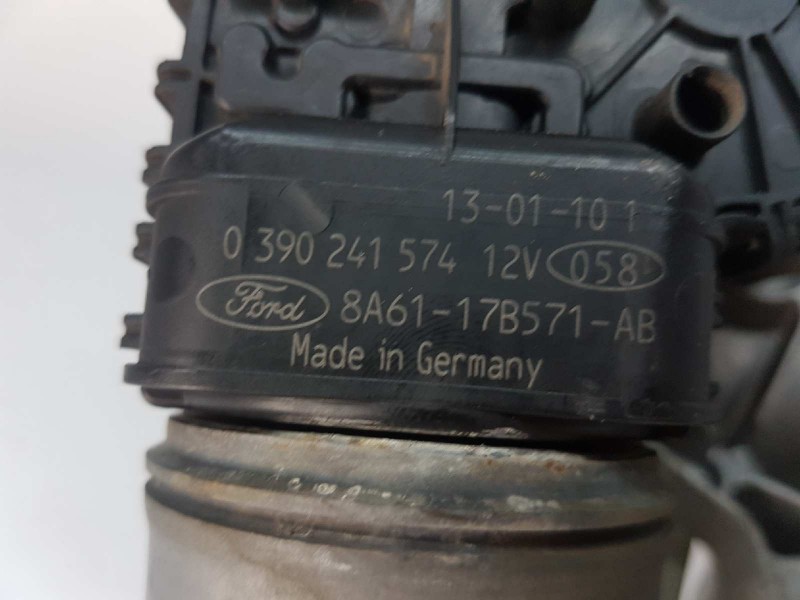 13-01-10 1
0 390 241 574 12V 058
Ford 8A61-17B571-AB
Made in Germany